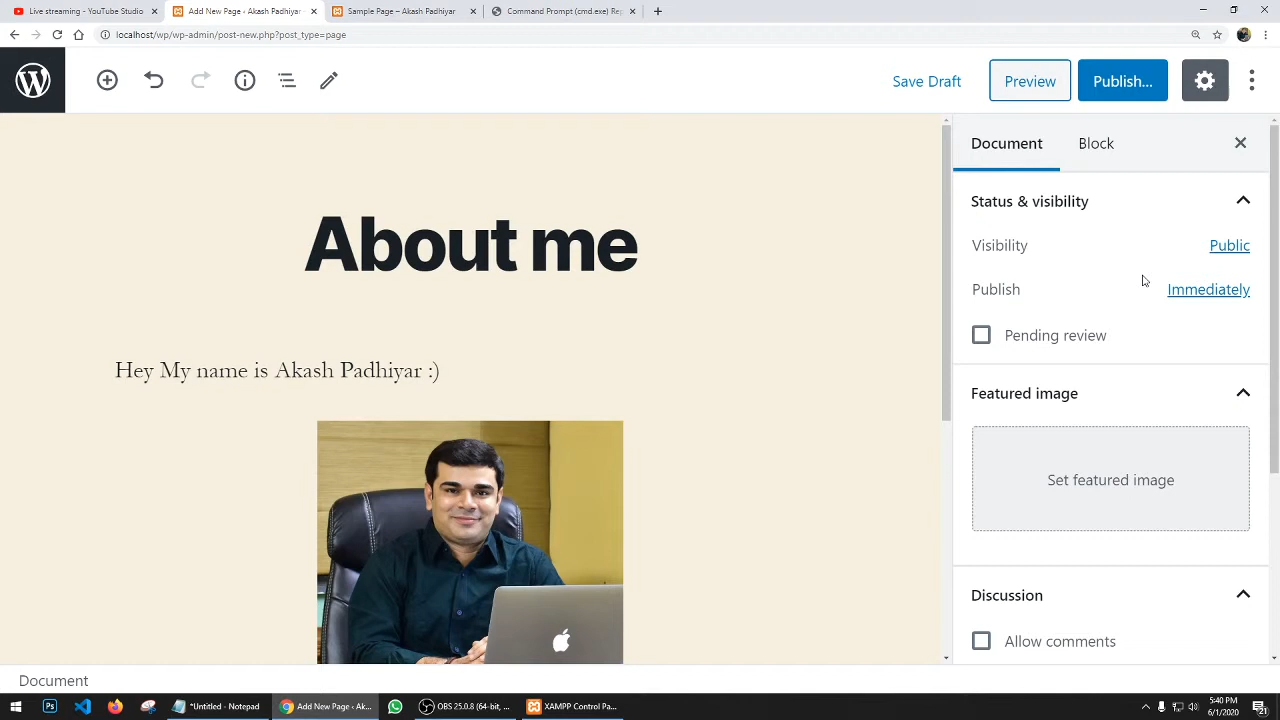 Live streaming - YouTube Studio
Add New Page ‹ Akash Padhiyar
Sample Page – Akash Padhiyar
Command Prompt (cmd.exe) Rep
localhost/wp/wp-admin/post-new.php?post_type=page
Save Draft
Preview
Publish...
Document
Block
Status & visibility
Visibility
Public
Publish
Immediately
Pending review
Featured image
Set featured image
Discussion
Allow comments
About me
Hey My name is Akash Padhiyar :)
Document
*Untitled - Notepad
Add New Page ‹ Ak...
OBS 25.0.8 (64-bit, ...
XAMPP Control Pa...
5:40 PM
6/1/2020